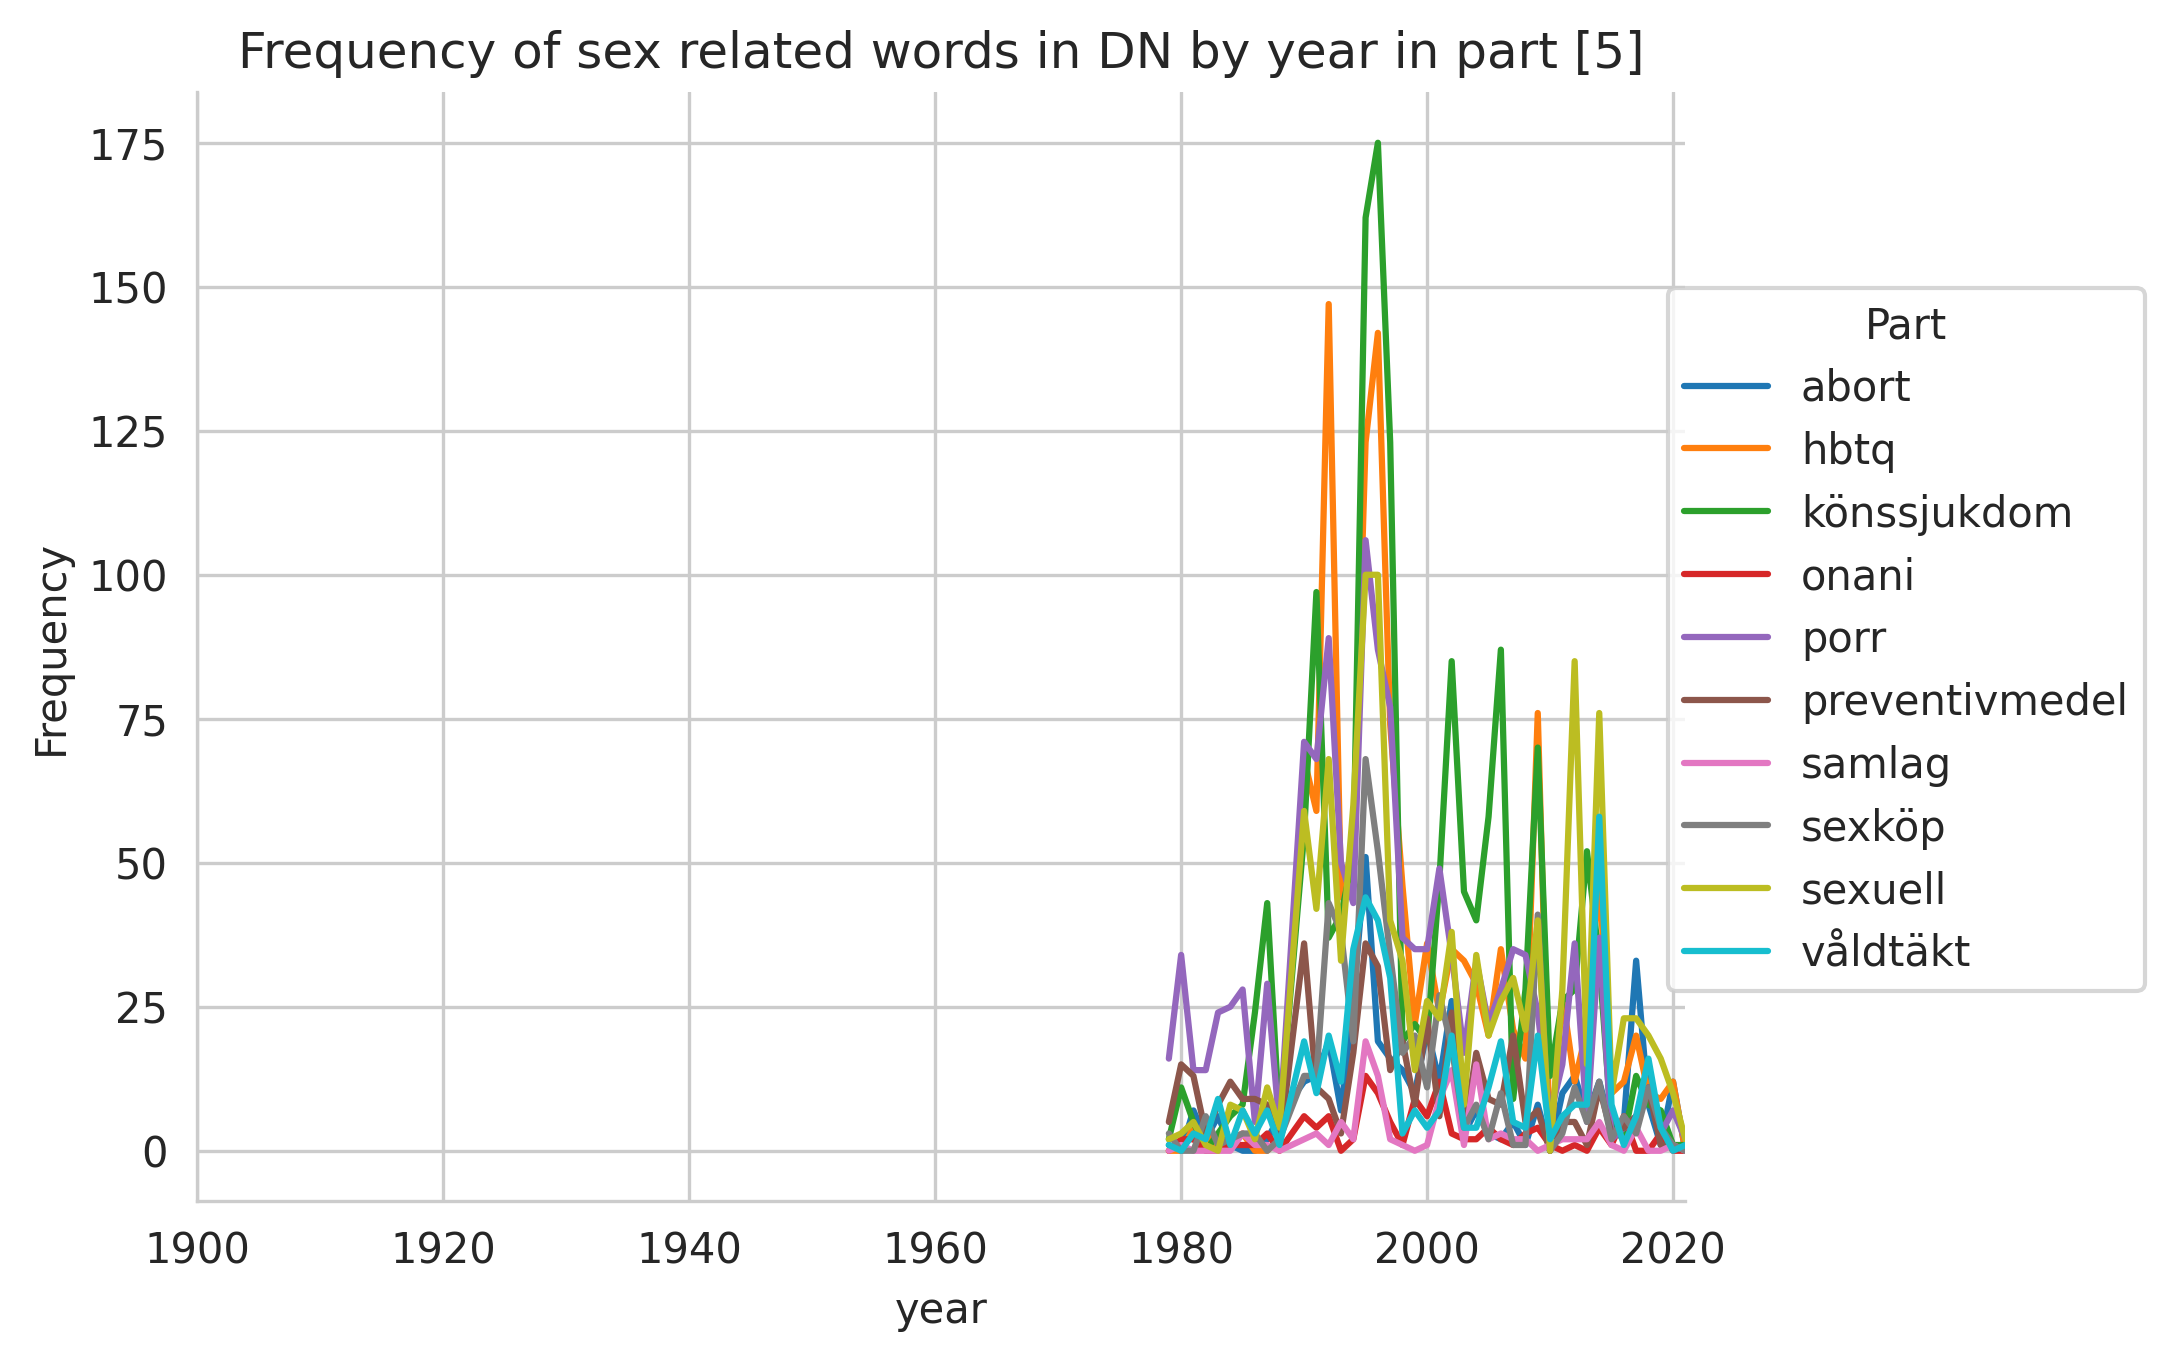 Frequency of sex related words in DN by year in part [5]
175
150
125
100
75
50
25
0
Frequency
1900 1920 1940 1960 1980 2000 2020
year
Part
abort
hbtq
könssjukdom
onani
porr
preventivmedel
samlag
sexköp
sexuell
våldtäkt